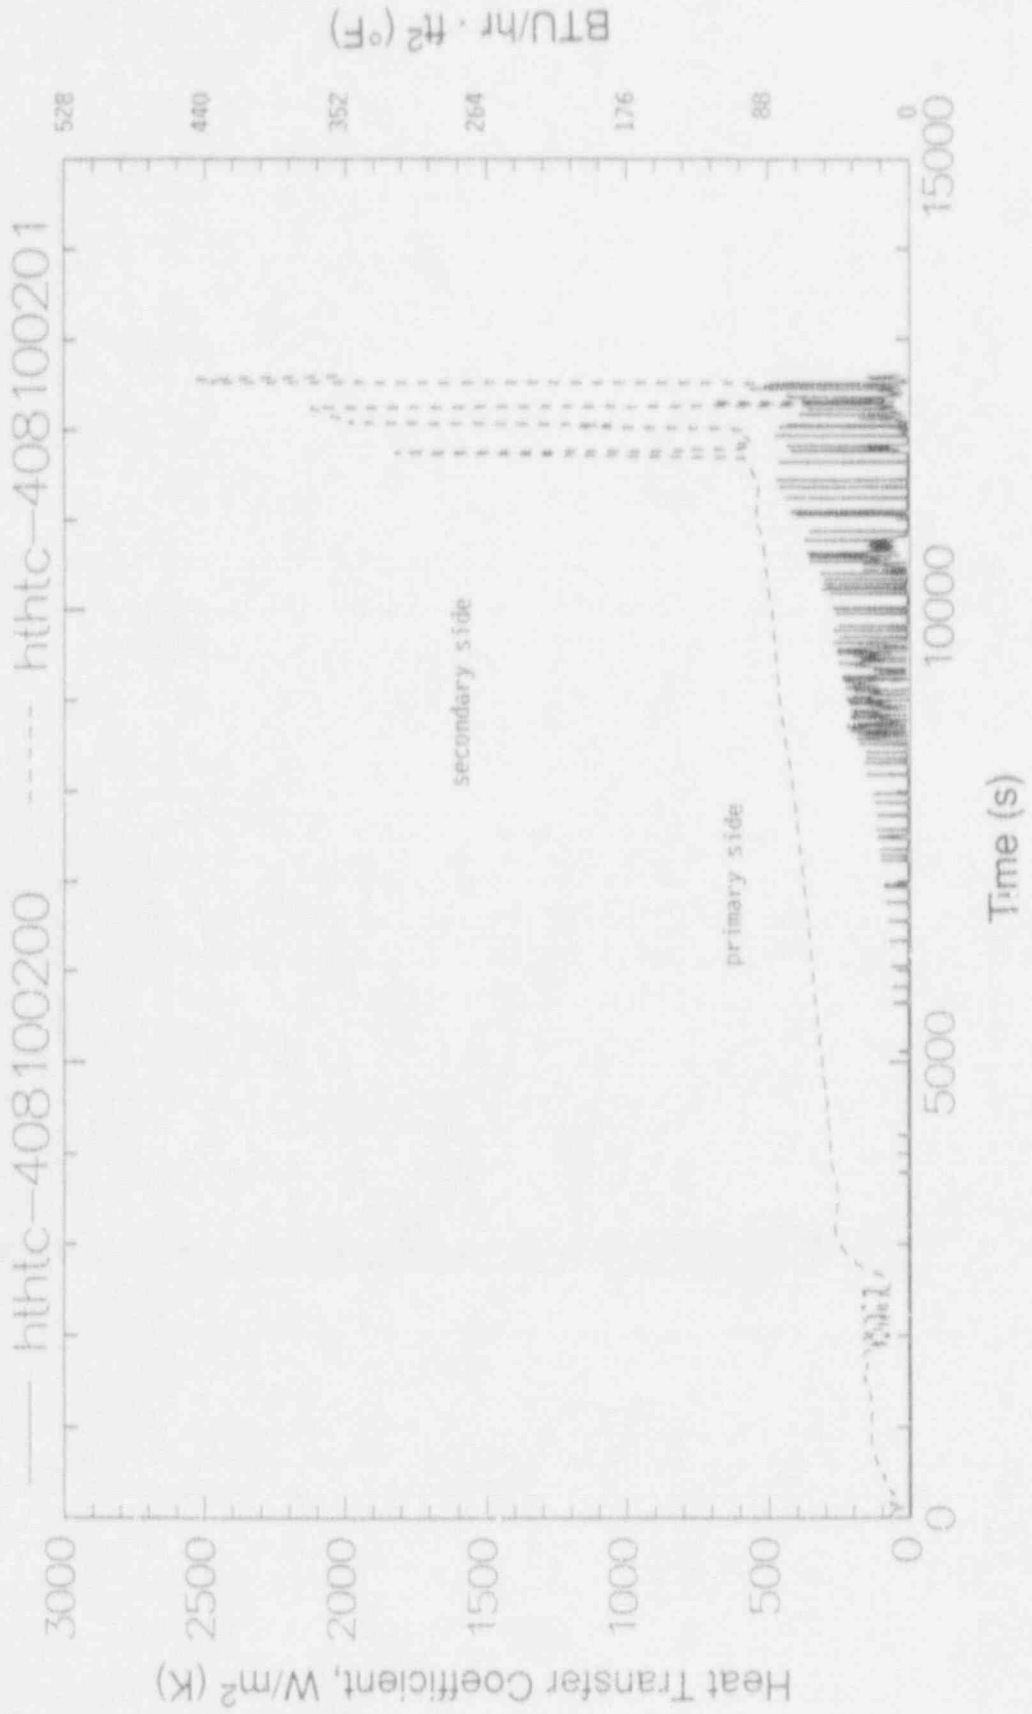 hthtc-408100200 hthtc-408100201
Heat Transfer Coefficient, W/m² (K)
3000
2500
2000
1500
1000
500
0
secondary side
primary side
528
440
352
264
176
88
0
BTU/hr · ft² (°F)
0 5000 10000 15000
Time (s)